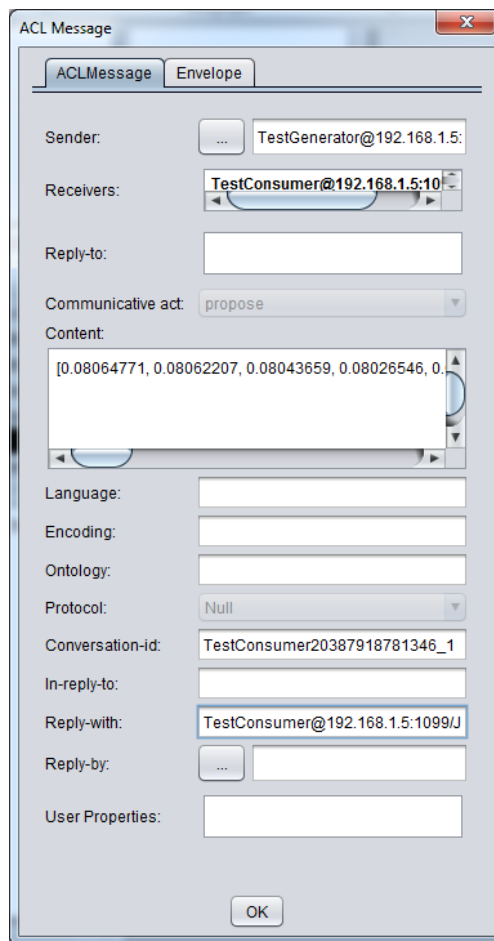 ACL Message
ACLMessage Envelope
Sender: ... TestGenerator@192.168.1.5:
Receivers: TestConsumer@192.168.1.5:10
Reply-to:
Communicative act: propose
Content:
[0.08064771, 0.08062207, 0.08043659, 0.08026546, 0.
Language:
Encoding:
Ontology:
Protocol: Null
Conversation-id: TestConsumer20387918781346_1
In-reply-to:
Reply-with: TestConsumer@192.168.1.5:1099/J
Reply-by: ...
User Properties:
OK